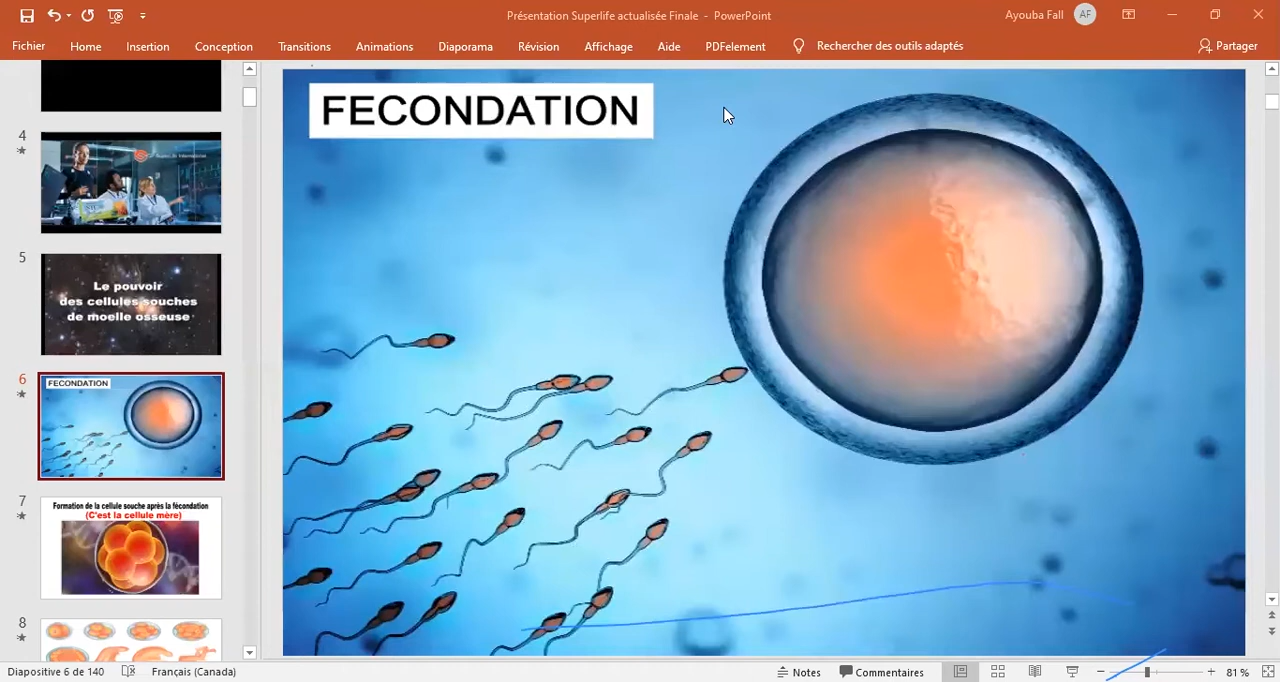 Présentation Superlife actualisée Finale - PowerPoint
Ayouba Fall
AF
Fichier
Home
Insertion
Conception
Transitions
Animations
Diaporama
Révision
Affichage
Aide
PDFelement
Rechercher des outils adaptés
Partager
4
5
Le pouvoir
des cellules souches
de moelle osseuse
6
FECONDATION
7
Formation de la cellule souche après la fécondation
(C'est la cellule mère)
8
FECONDATION
Diapositive 6 de 140
Français (Canada)
Notes
Commentaires
81 %